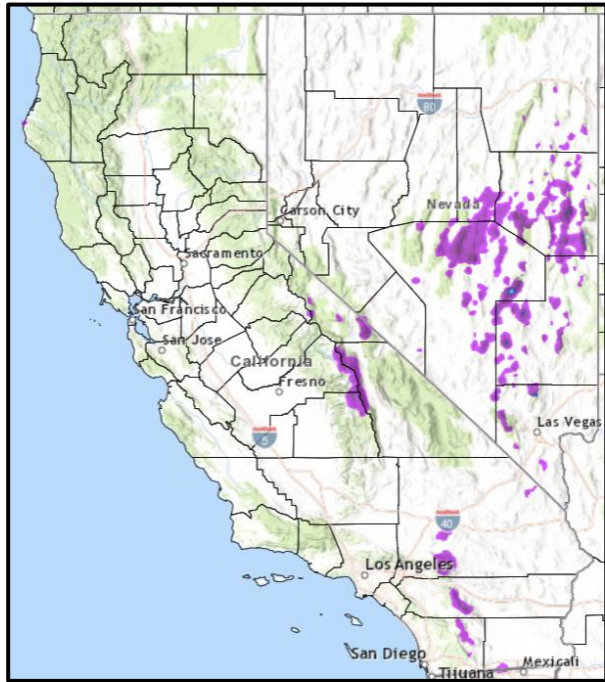 80
Nevada
Carson City
Sacramento
San Francisco
San Jose
California
Fresno
5
Las Vegas
40
Los Angeles
San Diego
Mexicali
Tijuana